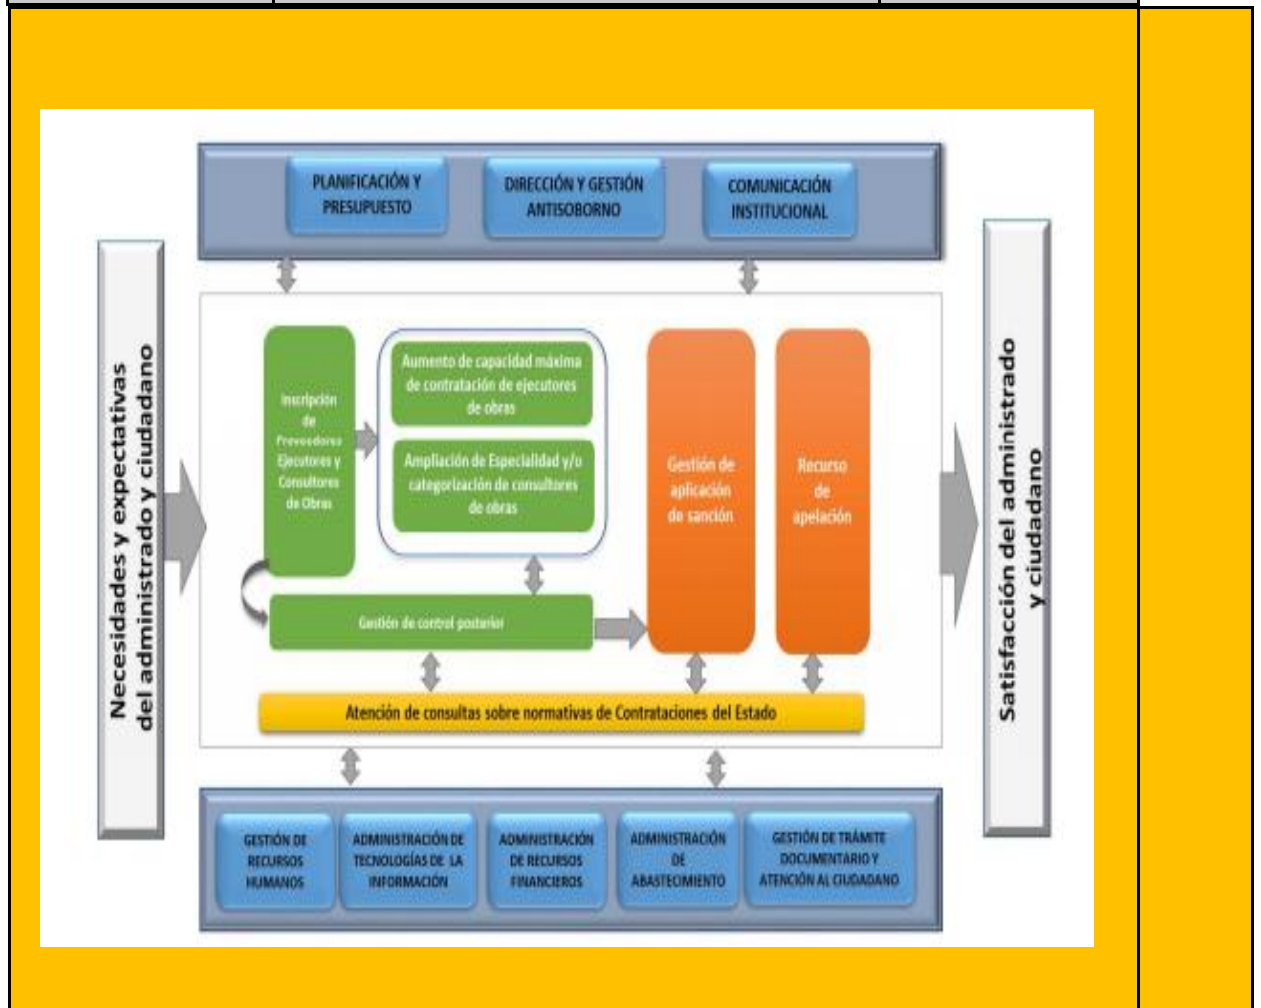 PLANIFICACIÓN Y
PRESUPUESTO
DIRECCIÓN Y GESTIÓN
ANTISOBORNO
COMUNICACIÓN
INSTITUCIONAL
Necesidades y expectativas
del administrado y ciudadano
Inscripción
de
Proveedores
Ejecutores y
Consultores
de Obras
Aumento de capacidad máxima
de contratación de ejecutores
de obras
Ampliación de Especialidad y/o
categorización de consultores
de obras
Gestión de control posterior
Gestión de
aplicación
de sanción
Recurso
de
apelación
Atención de consultas sobre normativas de Contrataciones del Estado
Satisfacción del administrado
y ciudadano
GESTIÓN DE
RECURSOS
HUMANOS
ADMINISTRACIÓN DE
TECNOLOGÍAS DE LA
INFORMACIÓN
ADMINISTRACIÓN
DE RECURSOS
FINANCIEROS
ADMINISTRACIÓN
DE
ABASTECIMIENTO
GESTIÓN DE TRÁMITE
DOCUMENTARIO Y
ATENCIÓN AL CIUDADANO